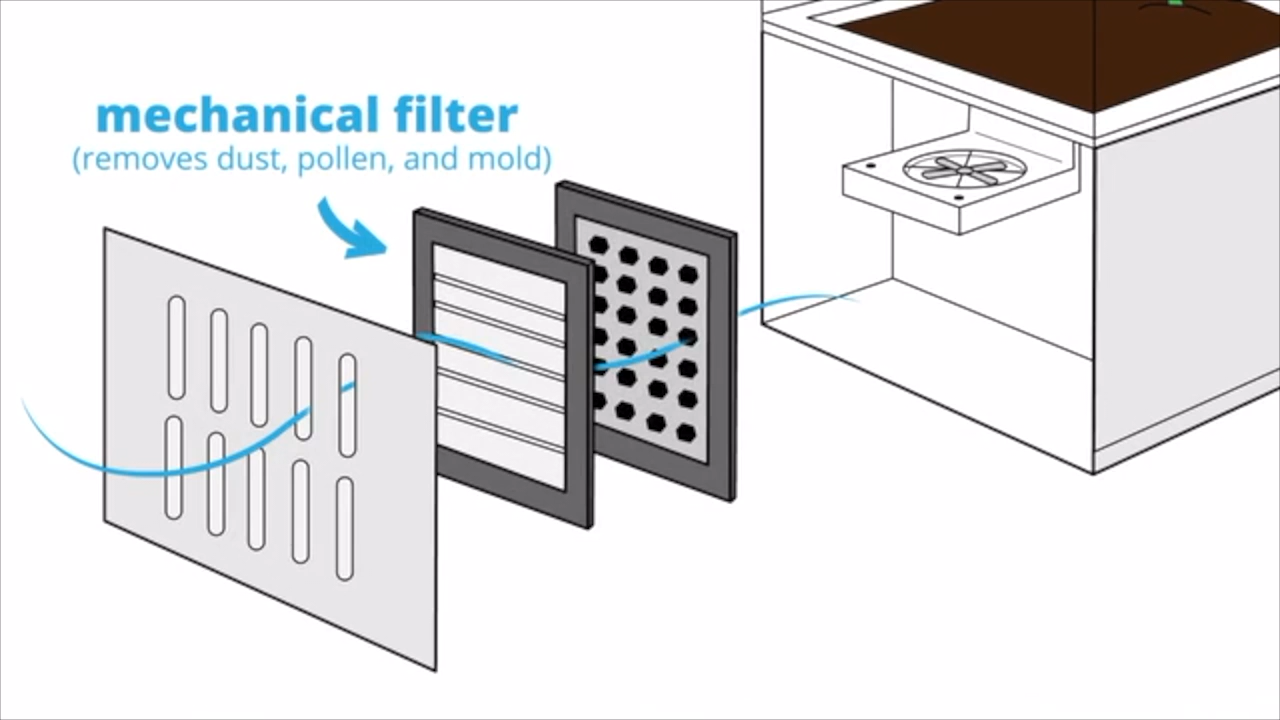 mechanical filter
(removes dust, pollen, and mold)